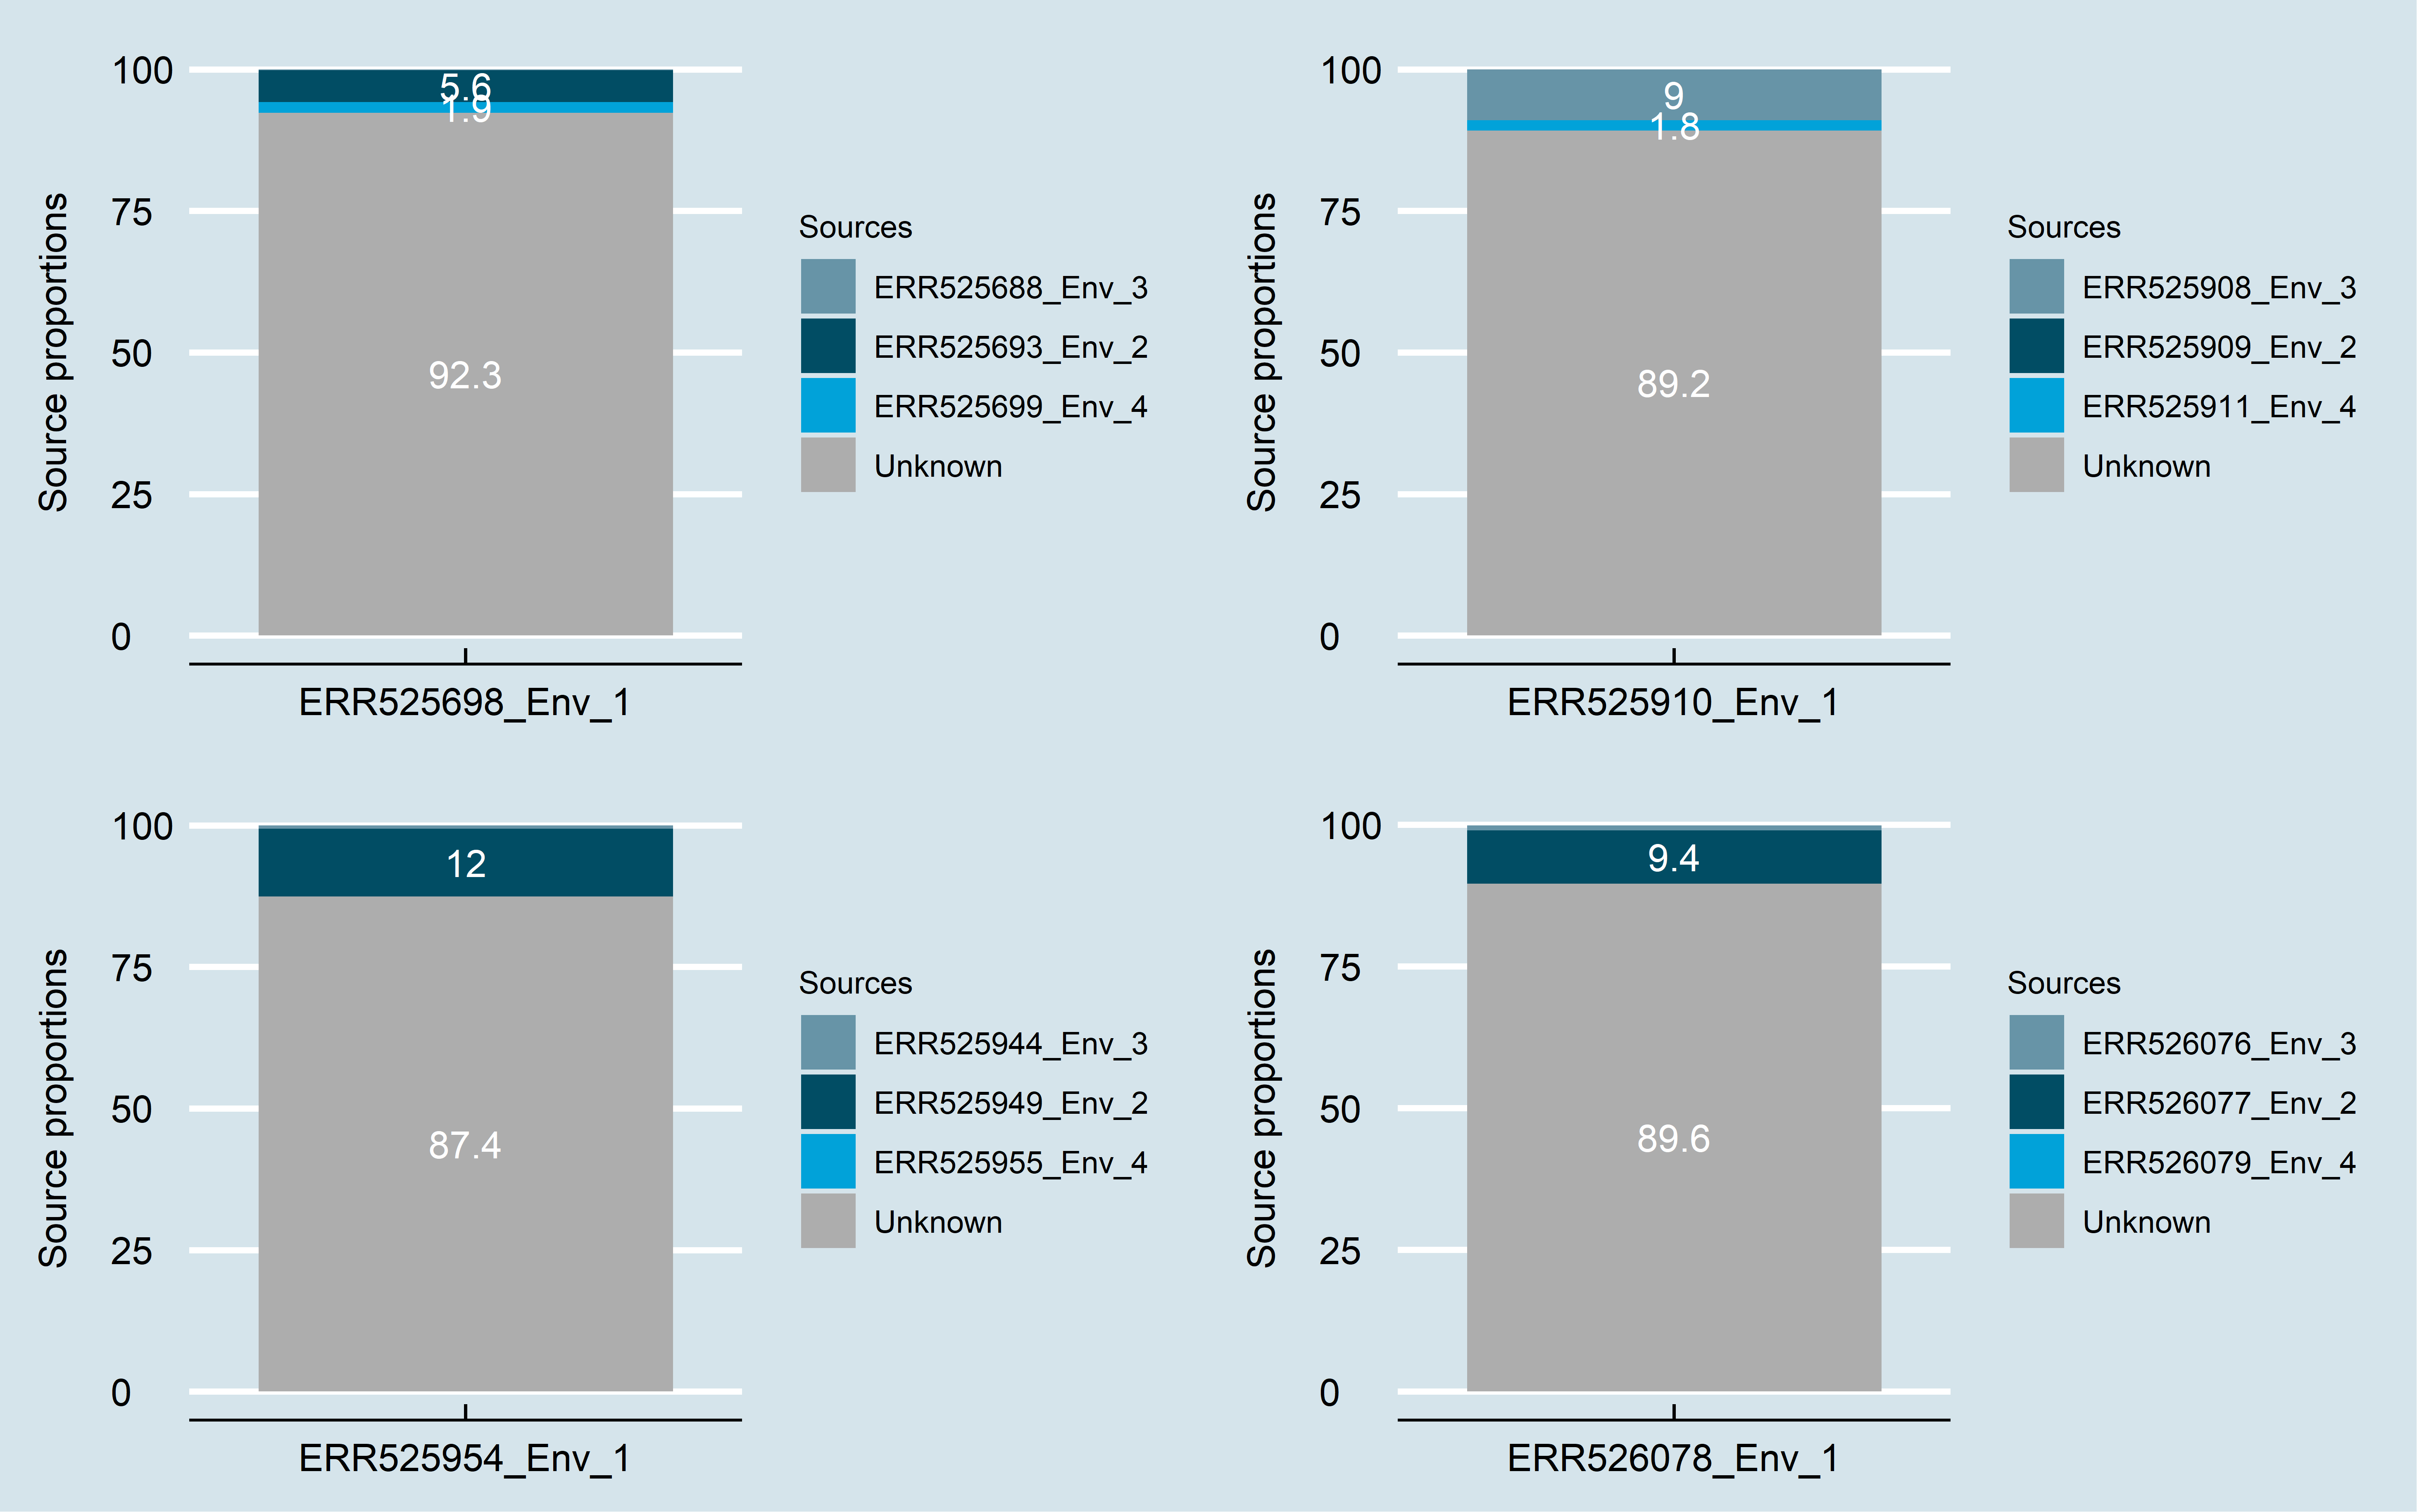 Source proportions
100
75
50
25
0
5.6
1.9
92.3
ERR525698_Env_1
Sources
ERR525688_Env_3
ERR525693_Env_2
ERR525699_Env_4
Unknown
Source proportions
100
75
50
25
0
9
1.8
89.2
ERR525910_Env_1
Sources
ERR525908_Env_3
ERR525909_Env_2
ERR525911_Env_4
Unknown
Source proportions
100
75
50
25
0
12
87.4
ERR525954_Env_1
Sources
ERR525944_Env_3
ERR525949_Env_2
ERR525955_Env_4
Unknown
Source proportions
100
75
50
25
0
9.4
89.6
ERR526078_Env_1
Sources
ERR526076_Env_3
ERR526077_Env_2
ERR526079_Env_4
Unknown